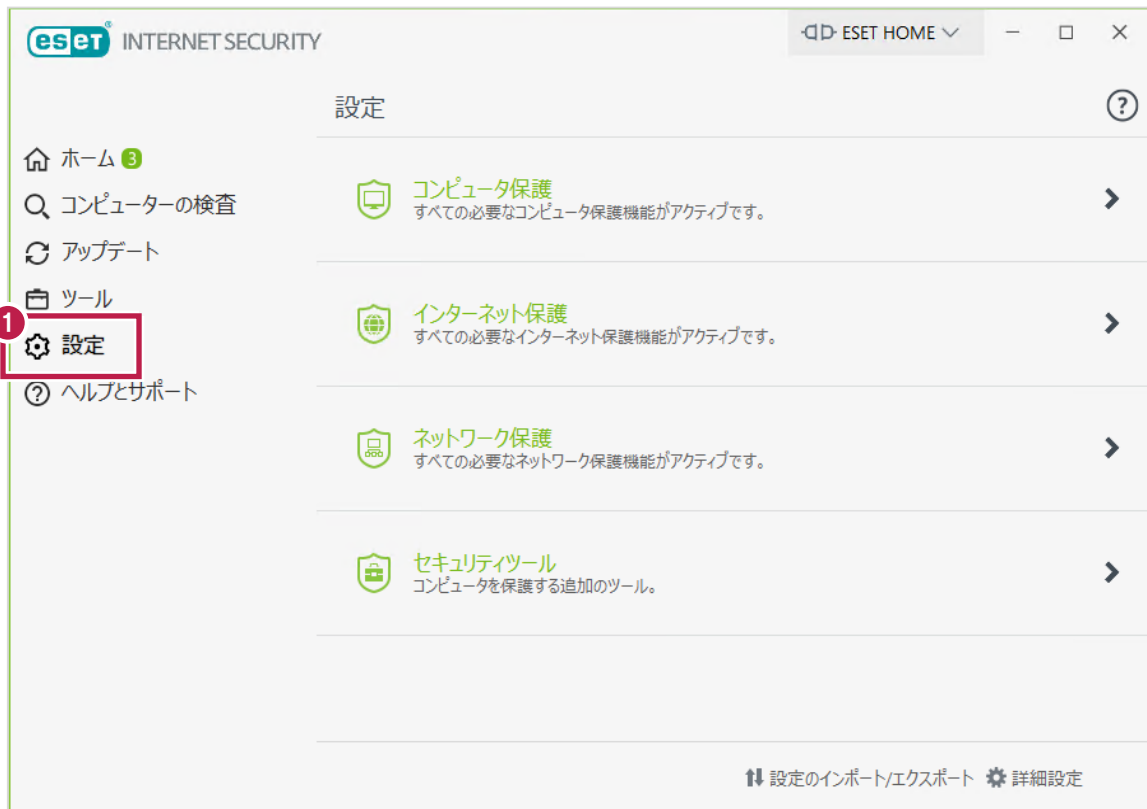 eset® INTERNET SECURITY
ESET HOME
設定
?
ホーム 3
コンピューターの検査
アップデート
ツール
1
設定
ヘルプとサポート
コンピュータ保護
すべての必要なコンピュータ保護機能がアクティブです。
インターネット保護
すべての必要なインターネット保護機能がアクティブです。
ネットワーク保護
すべての必要なネットワーク保護機能がアクティブです。
セキュリティツール
コンピュータを保護する追加のツール。
設定のインポート/エクスポート 詳細設定